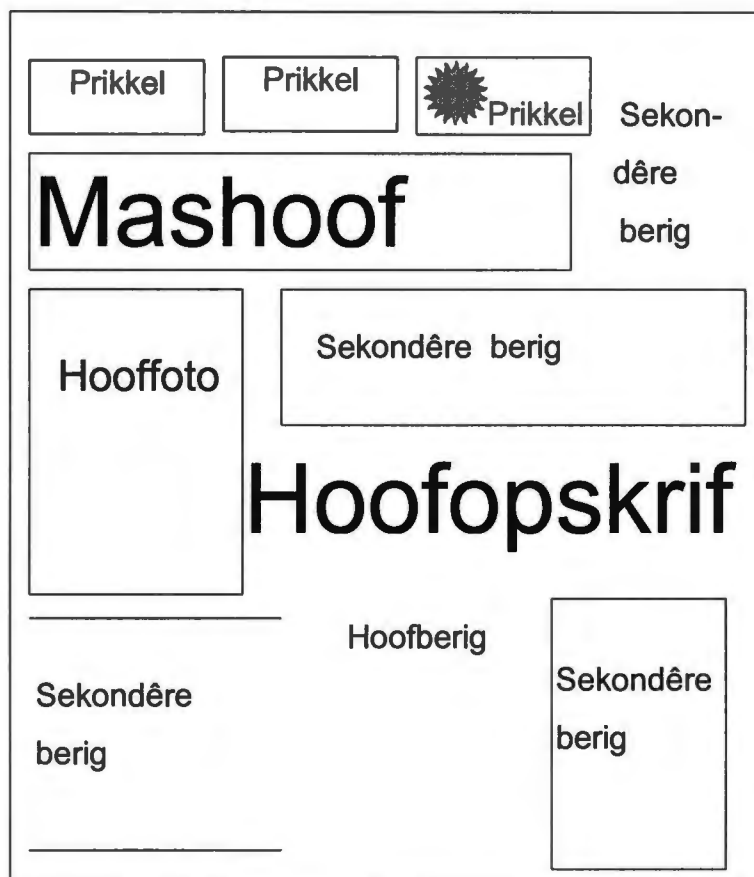 Prikkel
Prikkel
Prikkel
Sekon-
dêre
berig
Mashoof
Hooffoto
Sekondêre berig
Hoofopskrif
Hoofberig
Sekondêre
berig
Sekondêre
berig